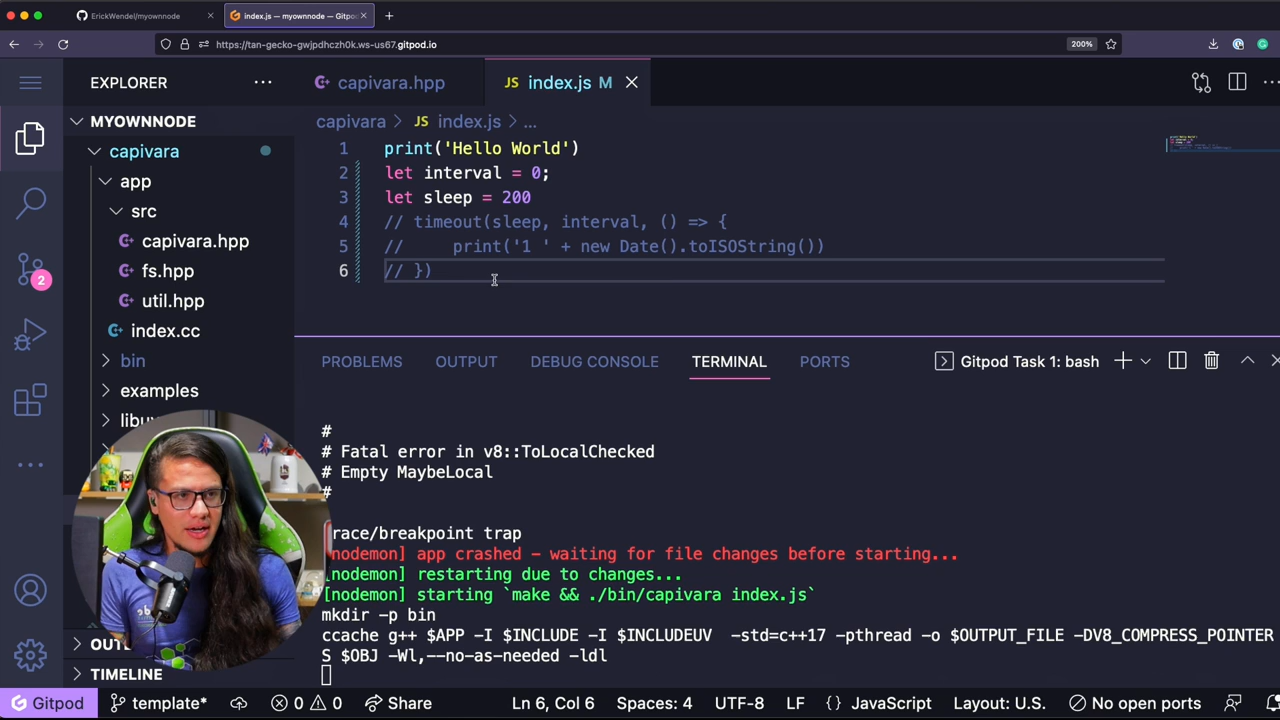 ErickWendel/myownnode
index.js — myownnode — Gitpod
https://tan-gecko-gwjpdhczh0k.ws-us67.gitpod.io
200%
EXPLORER
capivara.hpp
JS index.js M
MYOWNNODE
capivara > JS index.js > ...
capivara
app
src
capivara.hpp
fs.hpp
util.hpp
index.cc
bin
examples
1 print('Hello World')
2 let interval = 0;
3 let sleep = 200
4 // timeout(sleep, interval, () => {
5 //     print('1 ' + new Date().toISOString())
6 // })
2
PROBLEMS
OUTPUT
DEBUG CONSOLE
TERMINAL
PORTS
Gitpod Task 1: bash
#
# Fatal error in v8::ToLocalChecked
# Empty MaybeLocal
#
race/breakpoint trap
[nodemon] app crashed - waiting for file changes before starting...
[nodemon] restarting due to changes...
[nodemon] starting `make && ./bin/capivara index.js`
mkdir -p bin
ccache g++ $APP -I $INCLUDE -I $INCLUDEUV  -std=c++17 -pthread -o $OUTPUT_FILE -DV8_COMPRESS_POINTER
S $OBJ -Wl,--no-as-needed -ldl
TIMELINE
Gitpod
template*
0
0
Share
Ln 6, Col 6
Spaces: 4
UTF-8
LF
{ } JavaScript
Layout: U.S.
No open ports